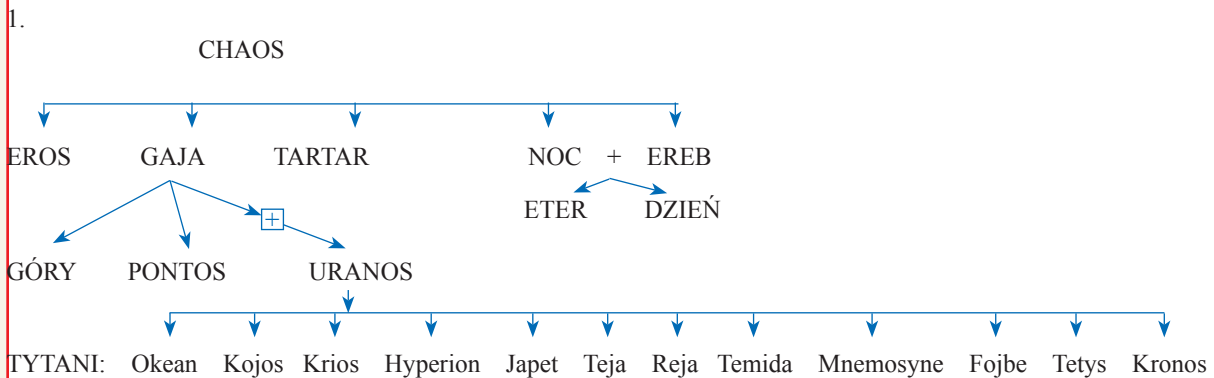 1.
CHAOS
EROS GAJA TARTAR NOC + EREB
ETER DZIEŃ
+
GÓRY PONTOS URANOS
TYTANI: Okean Kojos Krios Hyperion Japet Teja Reja Temida Mnemosyne Fojbe Tetys Kronos